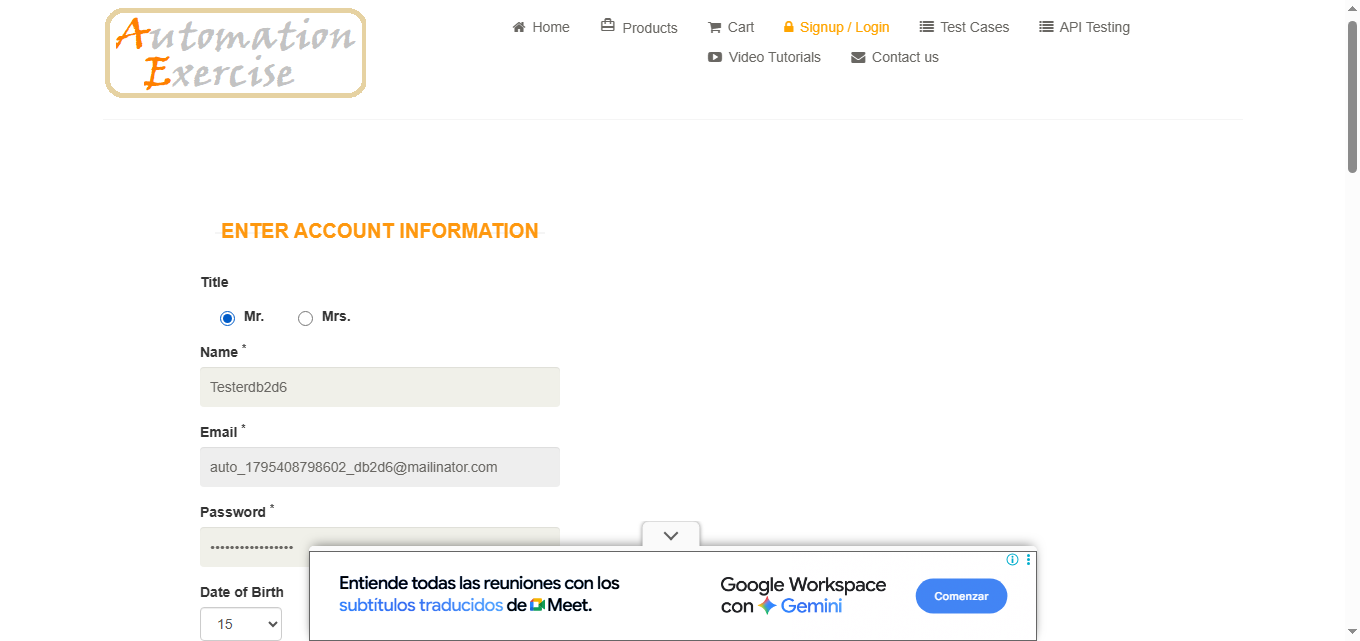 Automation
Exercise
Home
Products
Cart
Signup / Login
Test Cases
API Testing
Video Tutorials
Contact us
ENTER ACCOUNT INFORMATION
Title
Mr.
Mrs.
Name *
Testerdb2d6
Email *
auto_1795408798602_db2d6@mailinator.com
Password *
•••••••••••••••••
Date of Birth
15
Entiende todas las reuniones con los
subtítulos traducidos de Meet.
Google Workspace
con Gemini
Comenzar